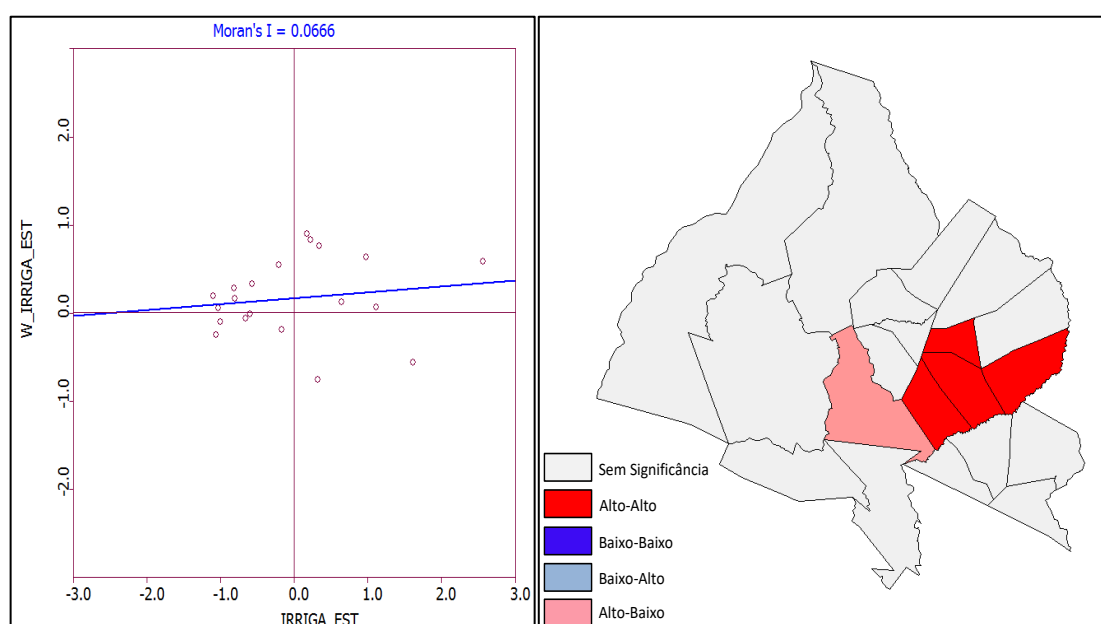 Moran's I = 0.0666
W_IRRIGA_EST
2.0
1.0
0.0
-1.0
-2.0
-3.0
-2.0
-1.0
0.0
1.0
2.0
3.0
IRRIGA_EST
Sem Significância
Alto-Alto
Baixo-Baixo
Baixo-Alto
Alto-Baixo